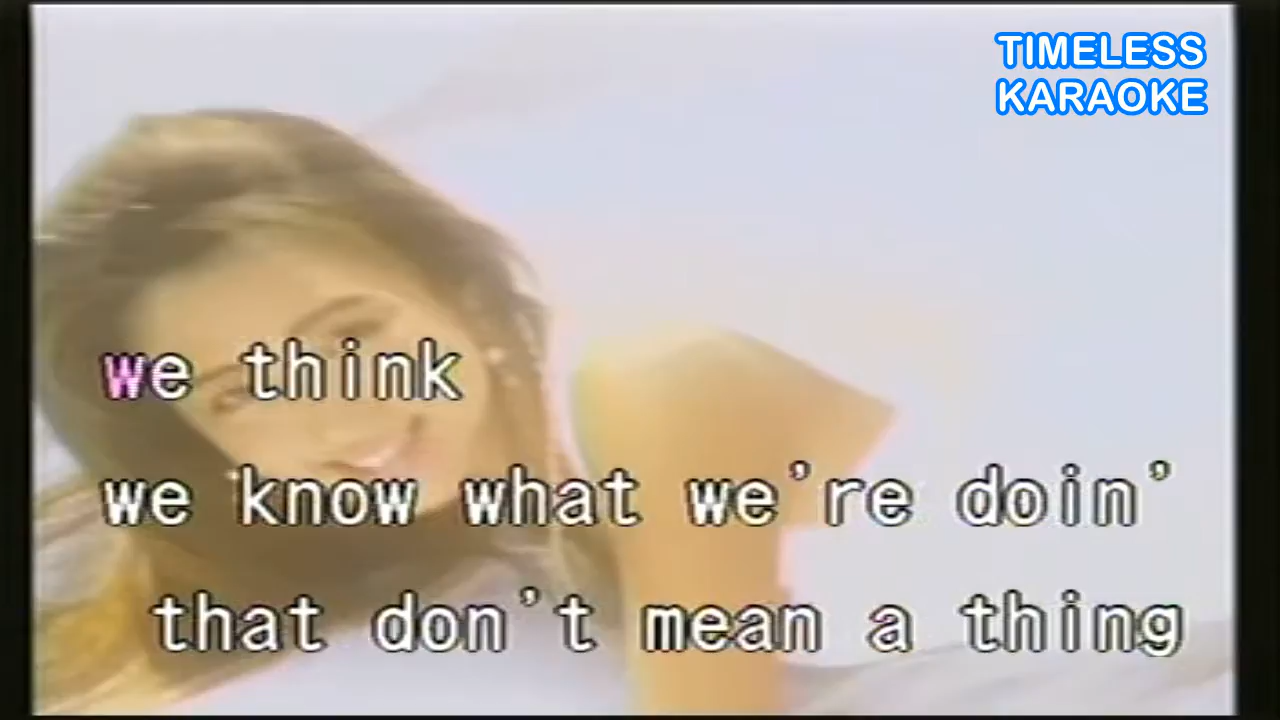 TIMELESS
KARAOKE
we think
we know what we're doin'
that don't mean a thing